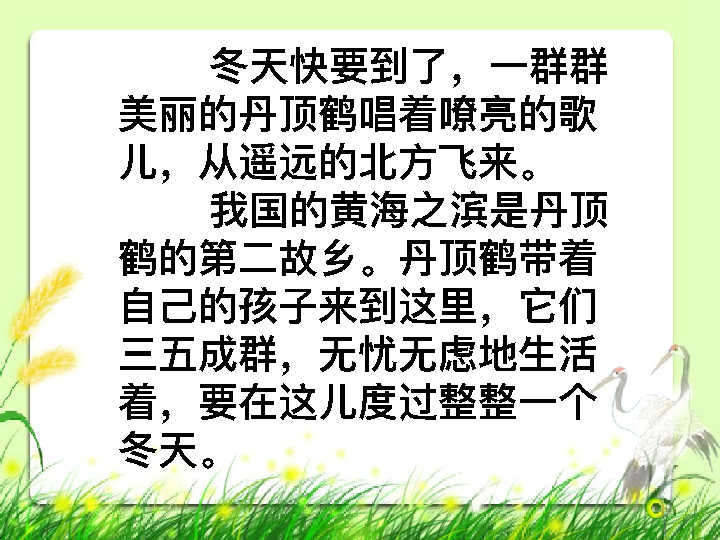 冬天快要到了，一群群
美丽的丹顶鹤唱着嘹亮的歌
儿，从遥远的北方飞来。
我国的黄海之滨是丹顶
鹤的第二故乡。丹顶鹤带着
自己的孩子来到这里，它们
三五成群，无忧无虑地生活
着，要在这儿度过整整一个
冬天。